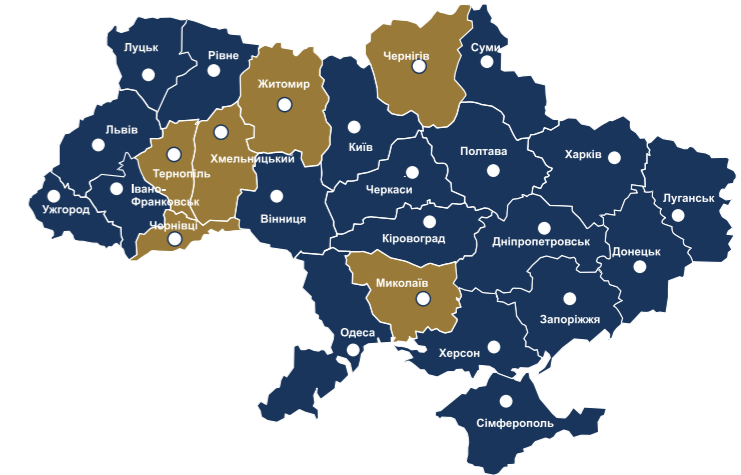 Луцьк
Рівне
Житомир
Чернігів
Суми
Львів
Київ
Полтава
Харків
Хмельницький
Тернопіль
Івано-
Франковськ
Черкаси
Луганськ
Ужгород
Вінниця
Чернівці
Кіровоград
Дніпропетровськ
Донецьк
Миколаїв
Запоріжжя
Одеса
Херсон
Сімферополь